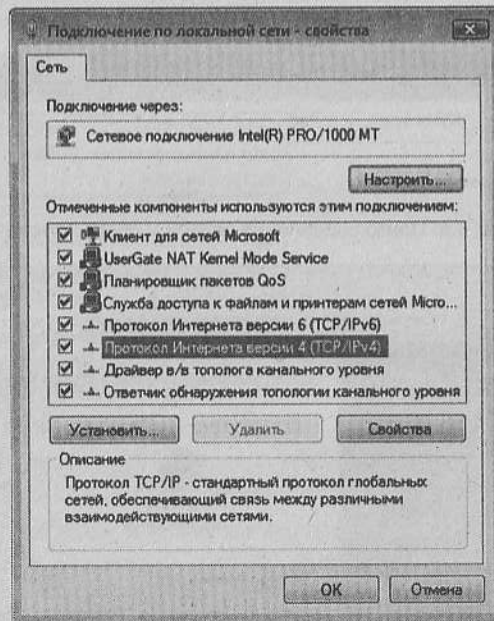 Подключение по локальной сети - свойства
Сеть
Подключение через:
Сетевое подключение Intel(R) PRO/1000 MT
Настроить...
Отмеченные компоненты используются этим подключением:
Клиент для сетей Microsoft
UserGate NAT Kernel Mode Service
Планировщик пакетов QoS
Служба доступа к файлам и принтерам сетей Micro...
Протокол Интернета версии 6 (TCP/IPv6)
Протокол Интернета версии 4 (TCP/IPv4)
Драйвер в/в тополога канального уровня
Ответчик обнаружения топологии канального уровня
Установить... Удалить Свойства
Описание
Протокол TCP/IP - стандартный протокол глобальных
сетей, обеспечивающий связь между различными
взаимодействующими сетями.
OK Отмена